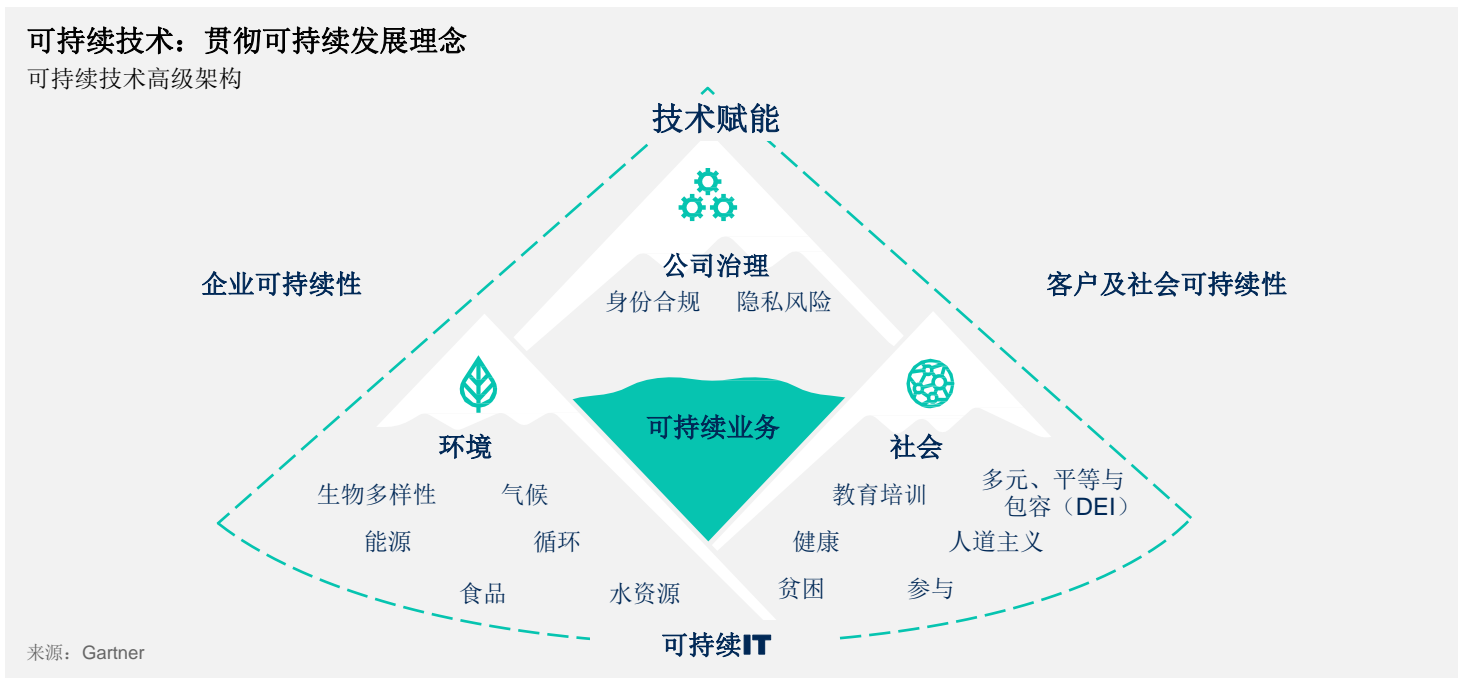 可持续技术：贯彻可持续发展理念
可持续技术高级架构
技术赋能
企业可持续性
客户及社会可持续性
公司治理
身份合规 隐私风险
可持续业务
环境
生物多样性 气候
能源 循环
食品 水资源
社会
教育培训
多元、平等与
包容（DEI）
健康 人道主义
贫困 参与
可持续IT
来源：Gartner